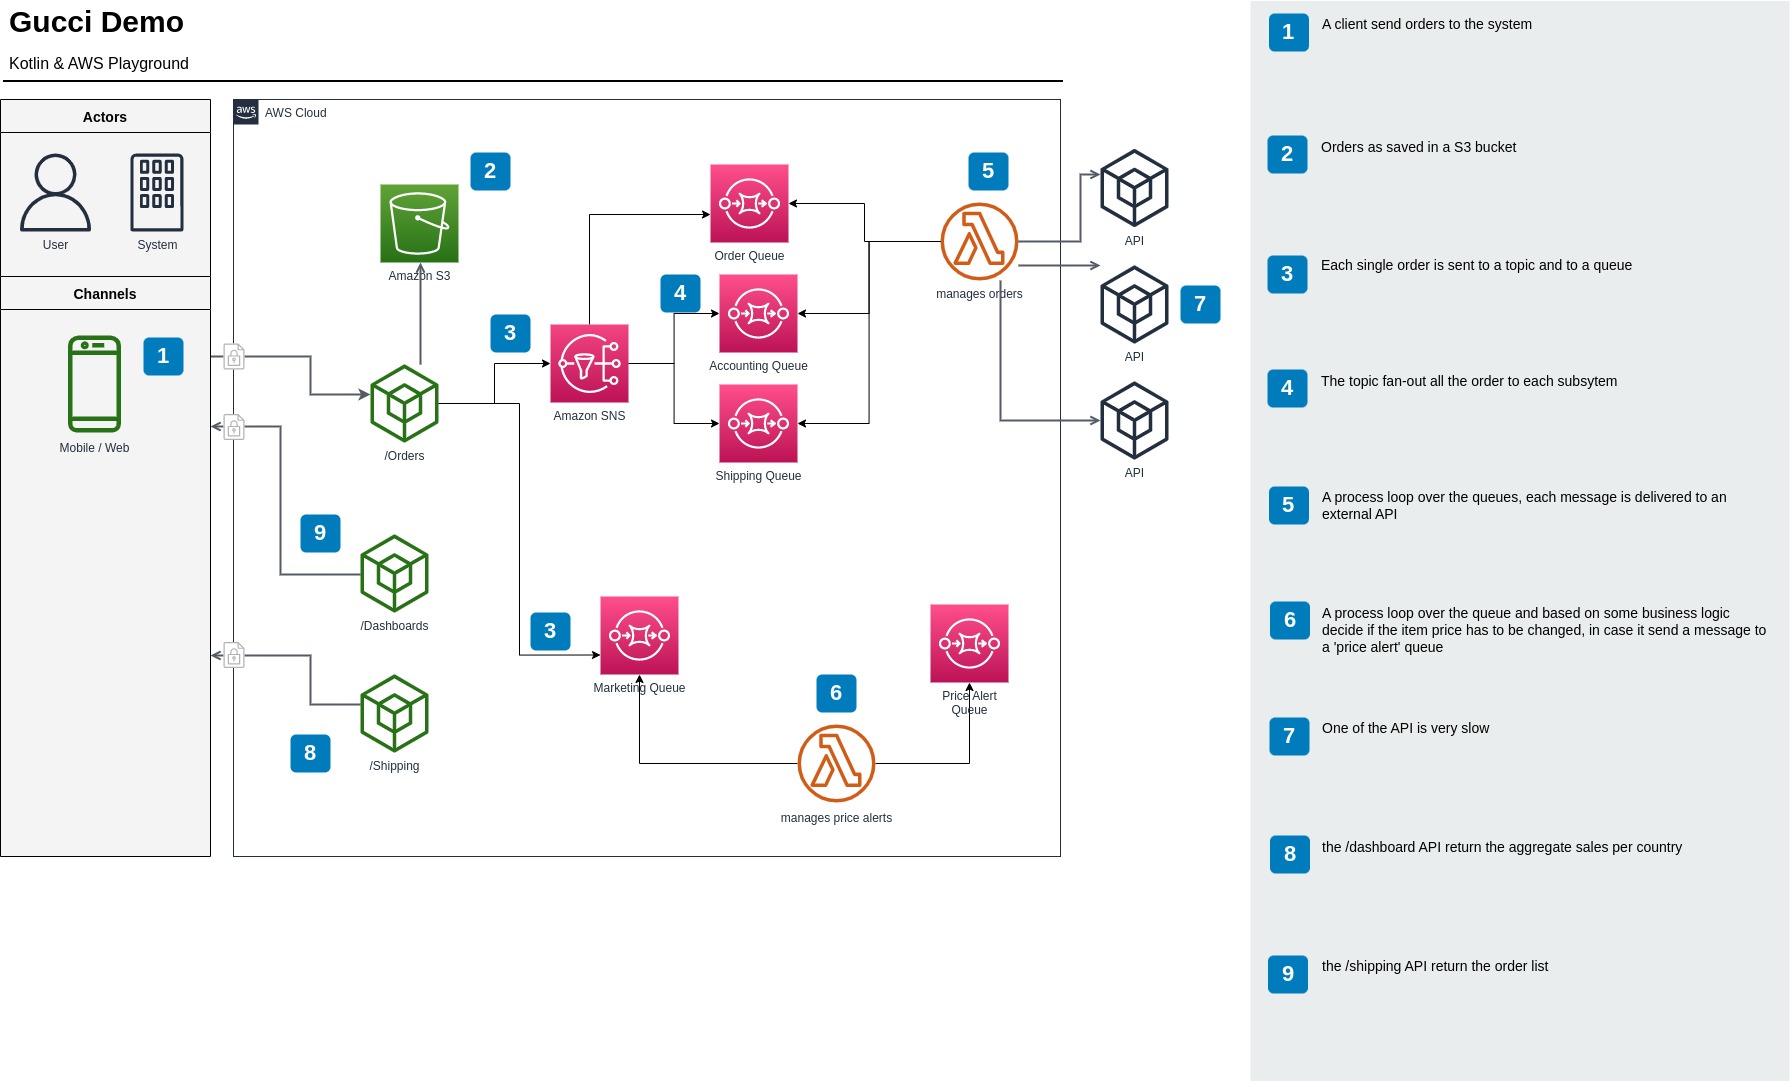 Gucci Demo
Kotlin & AWS Playground
Actors
User
System
Channels
1
Mobile / Web
aws
AWS Cloud
2
Amazon S3
3
Amazon SNS
/Orders
Order Queue
4
Accounting Queue
Shipping Queue
5
manages orders
API
API
7
API
9
/Dashboards
8
/Shipping
3
Marketing Queue
6
manages price alerts
Price Alert
Queue
1
A client send orders to the system
2
Orders as saved in a S3 bucket
3
Each single order is sent to a topic and to a queue
4
The topic fan-out all the order to each subsytem
5
A process loop over the queues, each message is delivered to an
external API
6
A process loop over the queue and based on some business logic
decide if the item price has to be changed, in case it send a message to
a 'price alert' queue
7
One of the API is very slow
8
the /dashboard API return the aggregate sales per country
9
the /shipping API return the order list